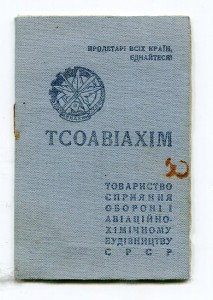 ПРОЛЕТАРІ ВСІХ КРАЇН,
ЄДНАЙТЕСЯ!
ТСОАВІАХІМ
ТОВАРИСТВО
СПРИЯННЯ
ОБОРОНІ І
АВІАЦІЙНО-
ХІМІЧНОМУ
БУДІВНИЦТВУ
СРСР